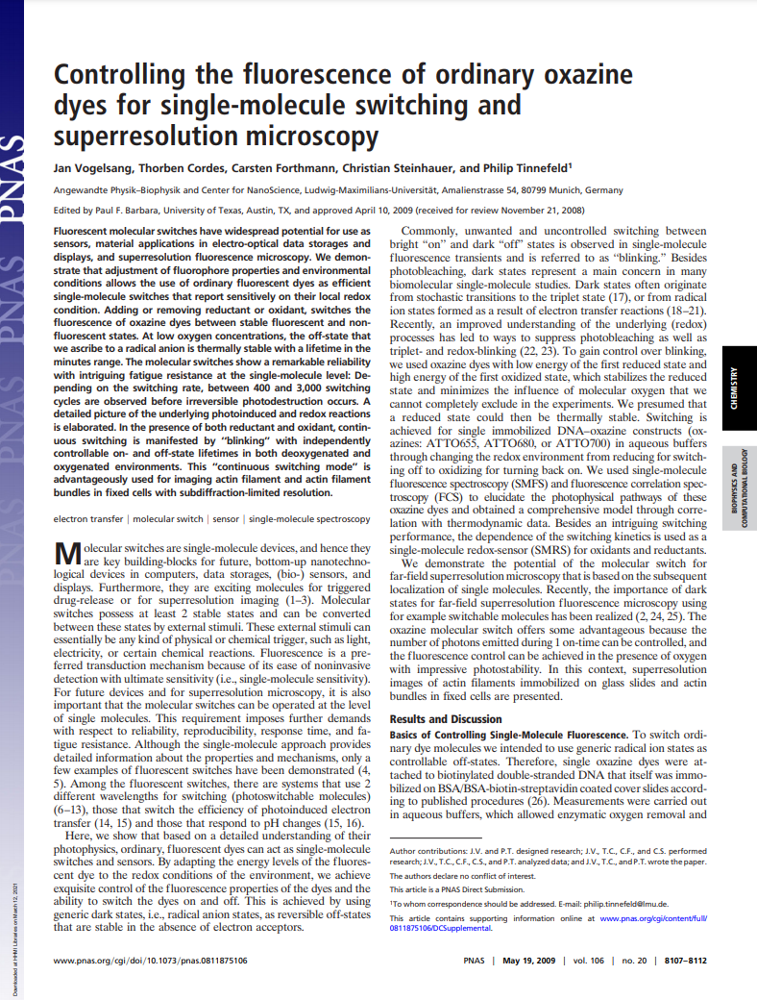 Controlling the fluorescence of ordinary oxazine
dyes for single-molecule switching and
superresolution microscopy
Jan Vogelsang, Thorben Cordes, Carsten Forthmann, Christian Steinhauer, and Philip Tinnefeld1
Angewandte Physik–Biophysik and Center for NanoScience, Ludwig-Maximilians-Universität, Amalienstrasse 54, 80799 Munich, Germany
Edited by Paul F. Barbara, University of Texas, Austin, TX, and approved April 10, 2009 (received for review November 21, 2008)
Fluorescent molecular switches have widespread potential for use as
sensors, material applications in electro-optical data storages and
displays, and superresolution fluorescence microscopy. We demon-
strate that adjustment of fluorophore properties and environmental
conditions allows the use of ordinary fluorescent dyes as efficient
single-molecule switches that report sensitively on their local redox
condition. Adding or removing reductant or oxidant, switches the
fluorescence of oxazine dyes between stable fluorescent and non-
fluorescent states. At low oxygen concentrations, the off-state that
we ascribe to a radical anion is thermally stable with a lifetime in the
minutes range. The molecular switches show a remarkable reliability
with intriguing fatigue resistance at the single-molecule level: De-
pending on the switching rate, between 400 and 3,000 switching
cycles are observed before irreversible photodestruction occurs. A
detailed picture of the underlying photoinduced and redox reactions
is elaborated. In the presence of both reductant and oxidant, contin-
uous switching is manifested by “blinking” with independently
controllable on- and off-state lifetimes in both deoxygenated and
oxygenated environments. This “continuous switching mode” is
advantageously used for imaging actin filament and actin filament
bundles in fixed cells with subdiffraction-limited resolution.
electron transfer | molecular switch | sensor | single-molecule spectroscopy
Molecular switches are single-molecule devices, and hence they
are key building-blocks for future, bottom-up nanotechno-
logical devices in computers, data storages, (bio-) sensors, and
displays. Furthermore, they are exciting molecules for triggered
drug-release or for superresolution imaging (1–3). Molecular
switches possess at least 2 stable states and can be converted
between these states by external stimuli. These external stimuli can
essentially be any kind of physical or chemical trigger, such as light,
electricity, or certain chemical reactions. Fluorescence is a pre-
ferred transduction mechanism because of its ease of noninvasive
detection with ultimate sensitivity (i.e., single-molecule sensitivity).
For future devices and for superresolution microscopy, it is also
important that the molecular switches can be operated at the level
of single molecules. This requirement imposes further demands
with respect to reliability, reproducibility, response time, and fa-
tigue resistance. Although the single-molecule approach provides
detailed information about the properties and mechanisms, only a
few examples of fluorescent switches have been demonstrated (4,
5). Among the fluorescent switches, there are systems that use 2
different wavelengths for switching (photoswitchable molecules)
(6–13), those that switch the efficiency of photoinduced electron
transfer (14, 15) and those that respond to pH changes (15, 16).
Here, we show that based on a detailed understanding of their
photophysics, ordinary, fluorescent dyes can act as single-molecule
switches and sensors. By adapting the energy levels of the fluores-
cent dye to the redox conditions of the environment, we achieve
exquisite control of the fluorescence properties of the dyes and the
ability to switch the dyes on and off. This is achieved by using
generic dark states, i.e., radical anion states, as reversible off-states
that are stable in the absence of electron acceptors.
Commonly, unwanted and uncontrolled switching between
bright “on” and dark “off” states is observed in single-molecule
fluorescence transients and is referred to as “blinking.” Besides
photobleaching, dark states represent a main concern in many
biomolecular single-molecule studies. Dark states often originate
from stochastic transitions to the triplet state (17), or from radical
ion states formed as a result of electron transfer reactions (18–21).
Recently, an improved understanding of the underlying (redox)
processes has led to ways to suppress photobleaching as well as
triplet- and redox-blinking (22, 23). To gain control over blinking,
we used oxazine dyes with low energy of the first reduced state and
high energy of the first oxidized state, which stabilizes the reduced
state and minimizes the influence of molecular oxygen that we
cannot completely exclude in the experiments. We presumed that
a reduced state could then be thermally stable. Switching is
achieved for single immobilized DNA–oxazine constructs (ox-
azines: ATTO655, ATTO680, or ATTO700) in aqueous buffers
through changing the redox environment from reducing for switch-
ing off to oxidizing for turning back on. We used single-molecule
fluorescence spectroscopy (SMFS) and fluorescence correlation spec-
troscopy (FCS) to elucidate the photophysical pathways of these
oxazine dyes and obtained a comprehensive model through corre-
lation with thermodynamic data. Besides an intriguing switching
performance, the dependence of the switching kinetics is used as a
single-molecule redox-sensor (SMRS) for oxidants and reductants.
We demonstrate the potential of the molecular switch for
far-field superresolution microscopy that is based on the subsequent
localization of single molecules. Recently, the importance of dark
states for far-field superresolution fluorescence microscopy using
for example switchable molecules has been realized (2, 24, 25). The
oxazine molecular switch offers some advantageous because the
number of photons emitted during 1 on-time can be controlled, and
the fluorescence control can be achieved in the presence of oxygen
with impressive photostability. In this context, superresolution
images of actin filaments immobilized on glass slides and actin
bundles in fixed cells are presented.
Results and Discussion
Basics of Controlling Single-Molecule Fluorescence. To switch ordi-
nary dye molecules we intended to use generic radical ion states as
controllable off-states. Therefore, single oxazine dyes were at-
tached to biotinylated double-stranded DNA that itself was immo-
bilized on BSA/BSA-biotin-streptavidin coated cover slides accord-
ing to published procedures (26). Measurements were carried out
in aqueous buffers, which allowed enzymatic oxygen removal and
Author contributions: J.V. and P.T. designed research; J.V., T.C., C.F., and C.S. performed
research; J.V., T.C., C.F., C.S., and P.T. analyzed data; and J.V., T.C., and P.T. wrote the paper.
The authors declare no conflict of interest.
This article is a PNAS Direct Submission.
1To whom correspondence should be addressed. E-mail: philip.tinnefeld@lmu.de.
This article contains supporting information online at www.pnas.org/cgi/content/full/
0811875106/DCSupplemental.
www.pnas.org/cgi/doi/10.1073/pnas.0811875106
PNAS | May 19, 2009 | vol. 106 | no. 20 | 8107–8112
CHEMISTRY
BIOPHYSICS AND
COMPUTATIONAL BIOLOGY
PNAS
PNAS
PNAS
PNAS
PNAS
Downloaded at HHMI Libraries on March 12, 2021